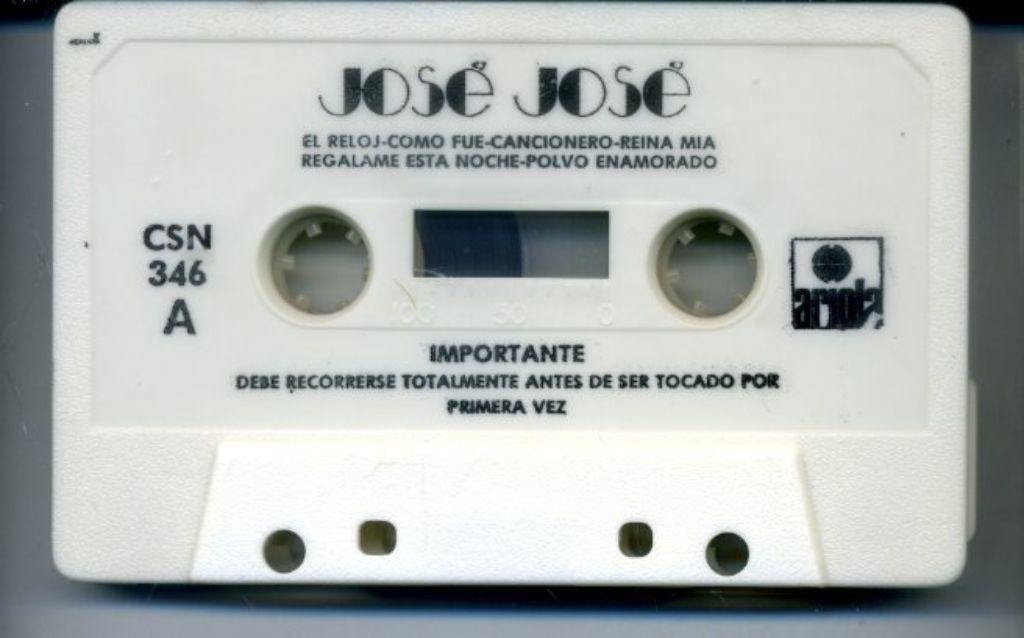 JOSÉ JOSÉ
EL RELOJ-COMO FUE-CANCIONERO-REINA MIA
REGALAME ESTA NOCHE-POLVO ENAMORADO
CSN
346
A
ariola
100 50 0
IMPORTANTE
DEBE RECORRERSE TOTALMENTE ANTES DE SER TOCADO POR
PRIMERA VEZ